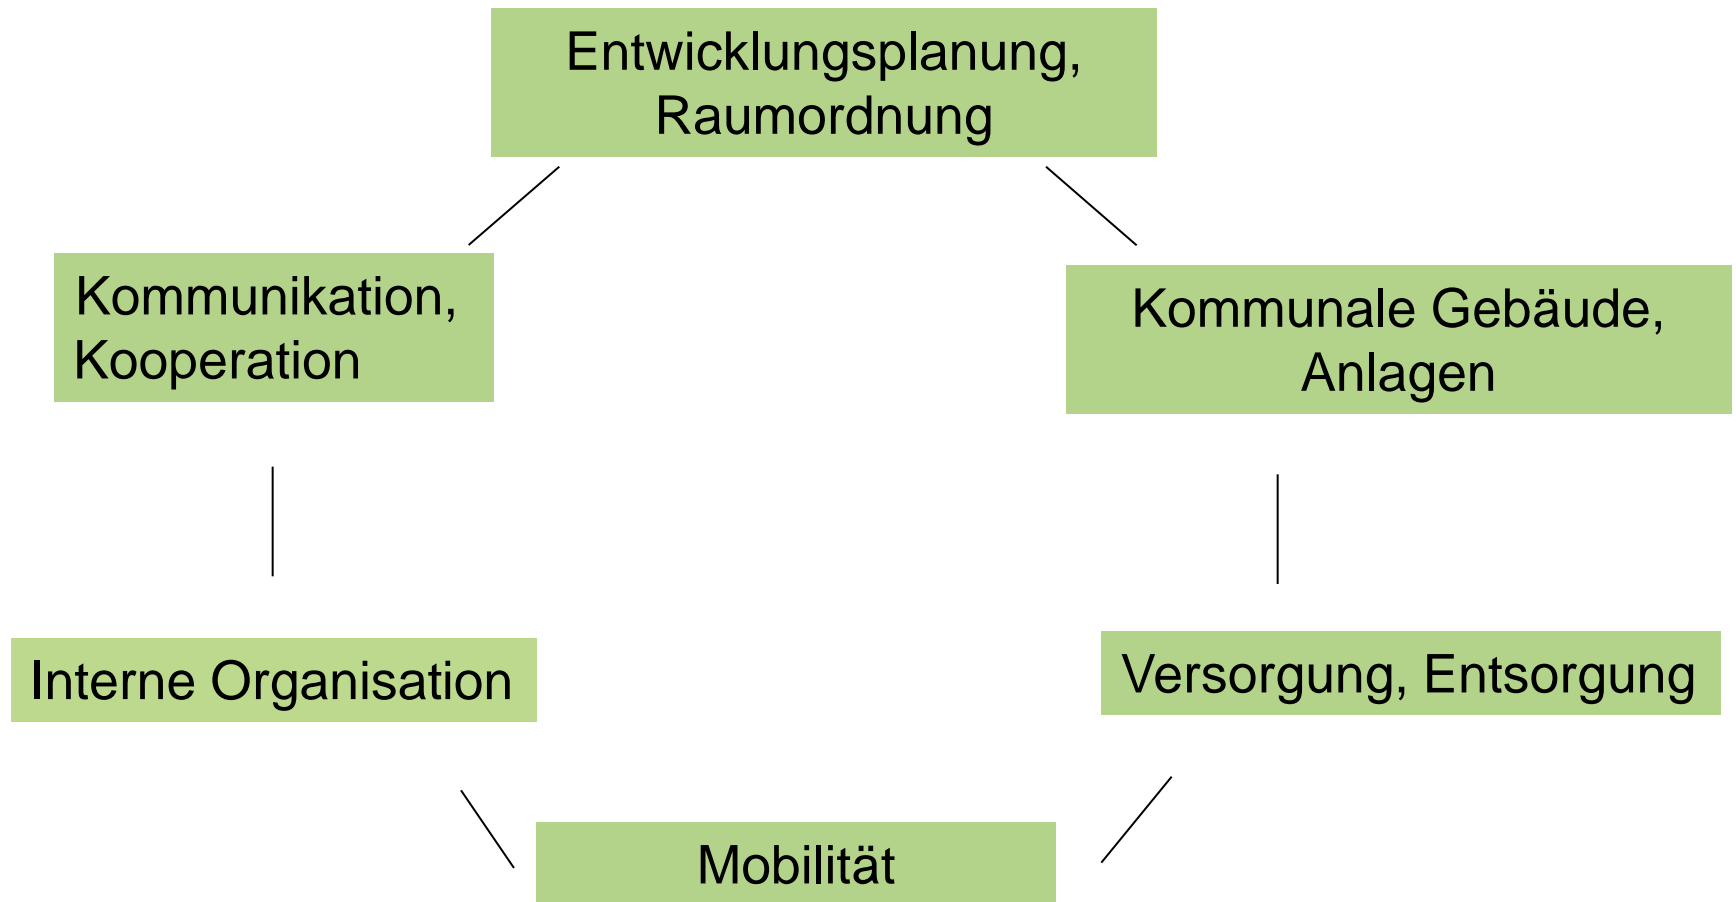 Entwicklungsplanung,
Raumordnung
Kommunikation,
Kooperation
Kommunale Gebäude,
Anlagen
Interne Organisation
Versorgung, Entsorgung
Mobilität